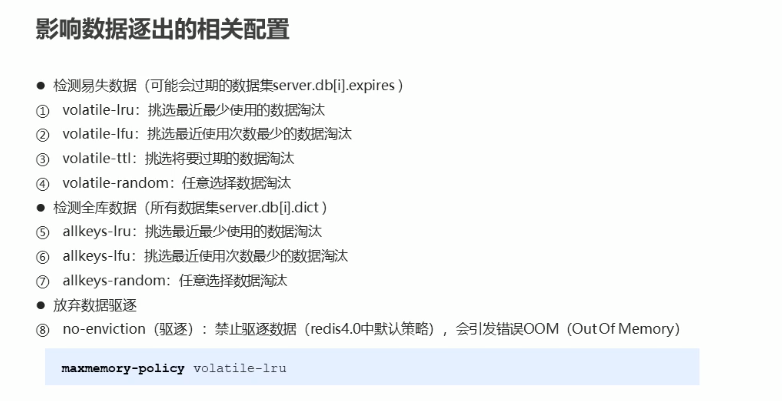 影响数据逐出的相关配置
● 检测易失数据（可能会过期的数据集server.db[i].expires ）
① volatile-lru：挑选最近最少使用的数据淘汰
② volatile-lfu：挑选最近使用次数最少的数据淘汰
③ volatile-ttl：挑选将要过期的数据淘汰
④ volatile-random：任意选择数据淘汰
● 检测全库数据（所有数据集server.db[i].dict ）
⑤ allkeys-lru：挑选最近最少使用的数据淘汰
⑥ allkeys-lfu：挑选最近使用次数最少的数据淘汰
⑦ allkeys-random：任意选择数据淘汰
● 放弃数据驱逐
⑧ no-enviction（驱逐）：禁止驱逐数据（redis4.0中默认策略），会引发错误OOM（Out Of Memory）
maxmemory-policy volatile-lru